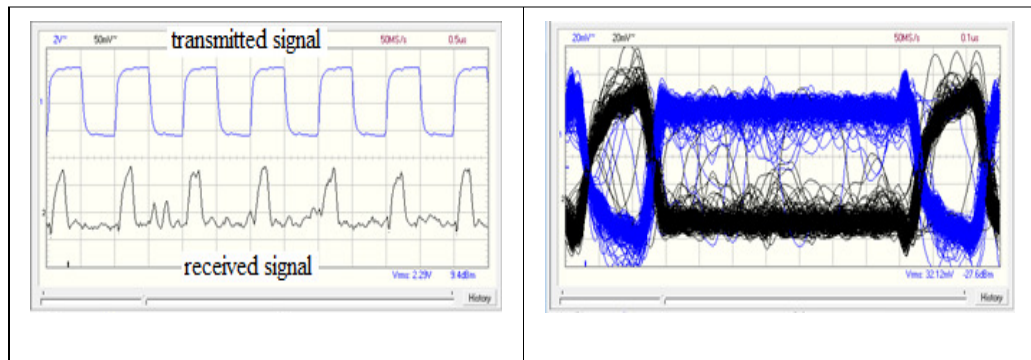 2V~ 50mV~ transmitted signal 50MS/s 0.5us
received signal
Vrms: 2.29V 9.4dBm
History
20mV~ 20mV~ 50MS/s 0.1us
Vrms: 32.12mV -27.6dBm
History